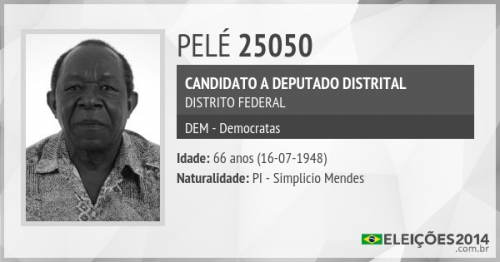 PELÉ 25050
CANDIDATO A DEPUTADO DISTRITAL
DISTRITO FEDERAL
DEM - Democratas
Idade: 66 anos (16-07-1948)
Naturalidade: PI - Simplicio Mendes
ELEIÇÕES2014
.com.br